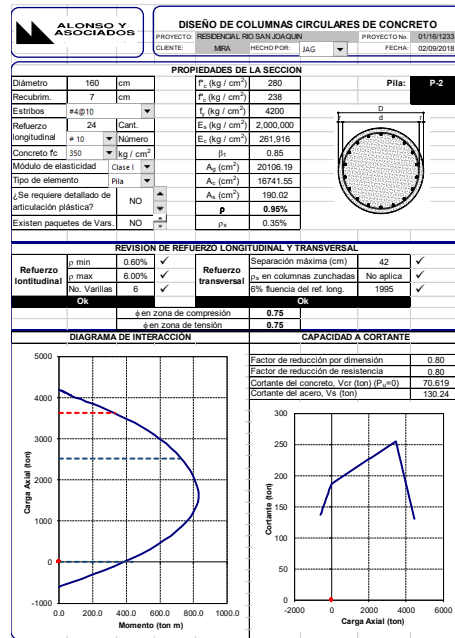 ALONSO Y ASOCIADOS
DISEÑO DE COLUMNAS CIRCULARES DE CONCRETO
PROYECTO: RESIDENCIAL RIO SAN JOAQUIN PROYECTO No. 01/16/1233
CLIENTE: MIRA HECHO POR: JAG FECHA: 02/09/2018
PROPIEDADES DE LA SECCION
Diámetro 160 cm f"c (kg / cm²) 280 Pila: P-2
Recubrim. 7 cm f*c (kg / cm²) 238
Estribos #4@10 fy (kg / cm²) 4200
Refuerzo longitudinal 24 Cant. Es (kg / cm²) 2,000,000
# 10 Número Ec (kg / cm²) 261,916
Concreto f'c 350 kg / cm² β1 0.85
Módulo de elasticidad Clase I Ag (cm²) 20106.19
Tipo de elemento Pila Ac (cm²) 16741.55
¿Se requiere detallado de articulación plástica? NO As (cm²) 190.02
ρ 0.95%
Existen paquetes de Vars. NO ρs 0.35%
D
d
r r
REVISION DE REFUERZO LONGITUDINAL Y TRANSVERSAL
Refuerzo lontitudinal ρ min 0.60% ✓ Refuerzo transversal Separación máxima (cm) 42 ✓
ρ max 6.00% ✓ ρs en columnas zunchadas No aplica ✓
No. Varillas 6 ✓ 6% fluencia del ref. long. 1995 ✓
Ok Ok
ϕ en zona de compresión 0.75
ϕ en zona de tensión 0.75
DIAGRAMA DE INTERACCIÓN
5000
4000
3000
2000
1000
0
-1000
Carga Axial (ton)
0.0 200.0 400.0 600.0 800.0 1000.0
Momento (ton m)
CAPACIDAD A CORTANTE
Factor de reducción por dimensión 0.80
Factor de reducción de resistencia 0.80
Cortante del concreto, Vcr (ton) (Pu=0) 70.619
Cortante del acero, Vs (ton) 130.24
300
250
200
150
100
50
0
Cortante (ton)
-2000 0 2000 4000 6000
Carga Axial (ton)